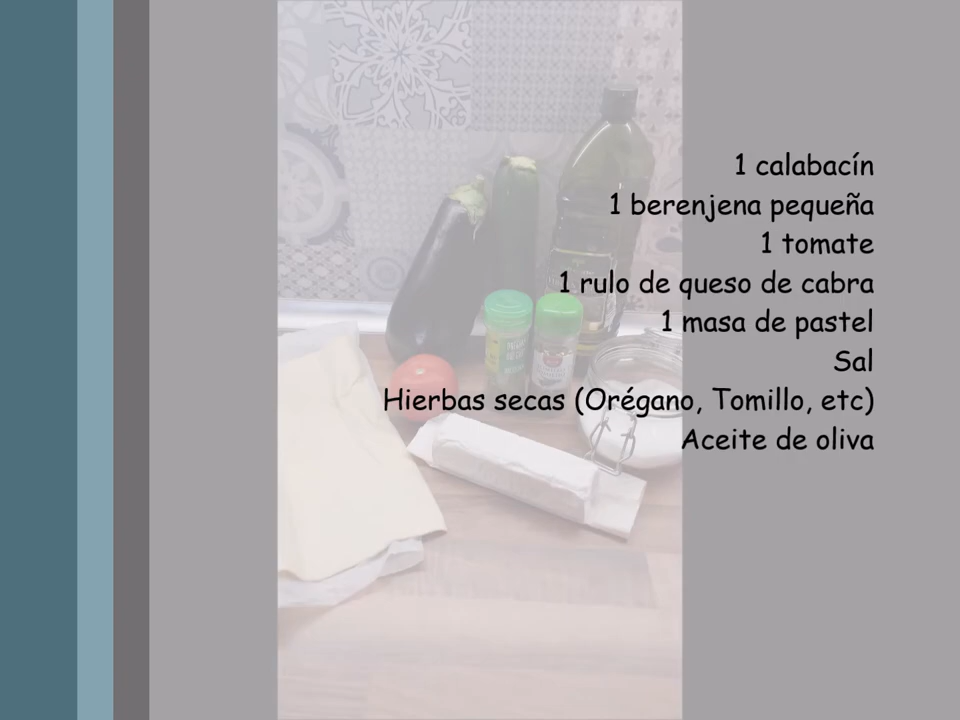 1 calabacín
1 berenjena pequeña
1 tomate
1 rulo de queso de cabra
1 masa de pastel
Sal
Hierbas secas (Orégano, Tomillo, etc)
Aceite de oliva